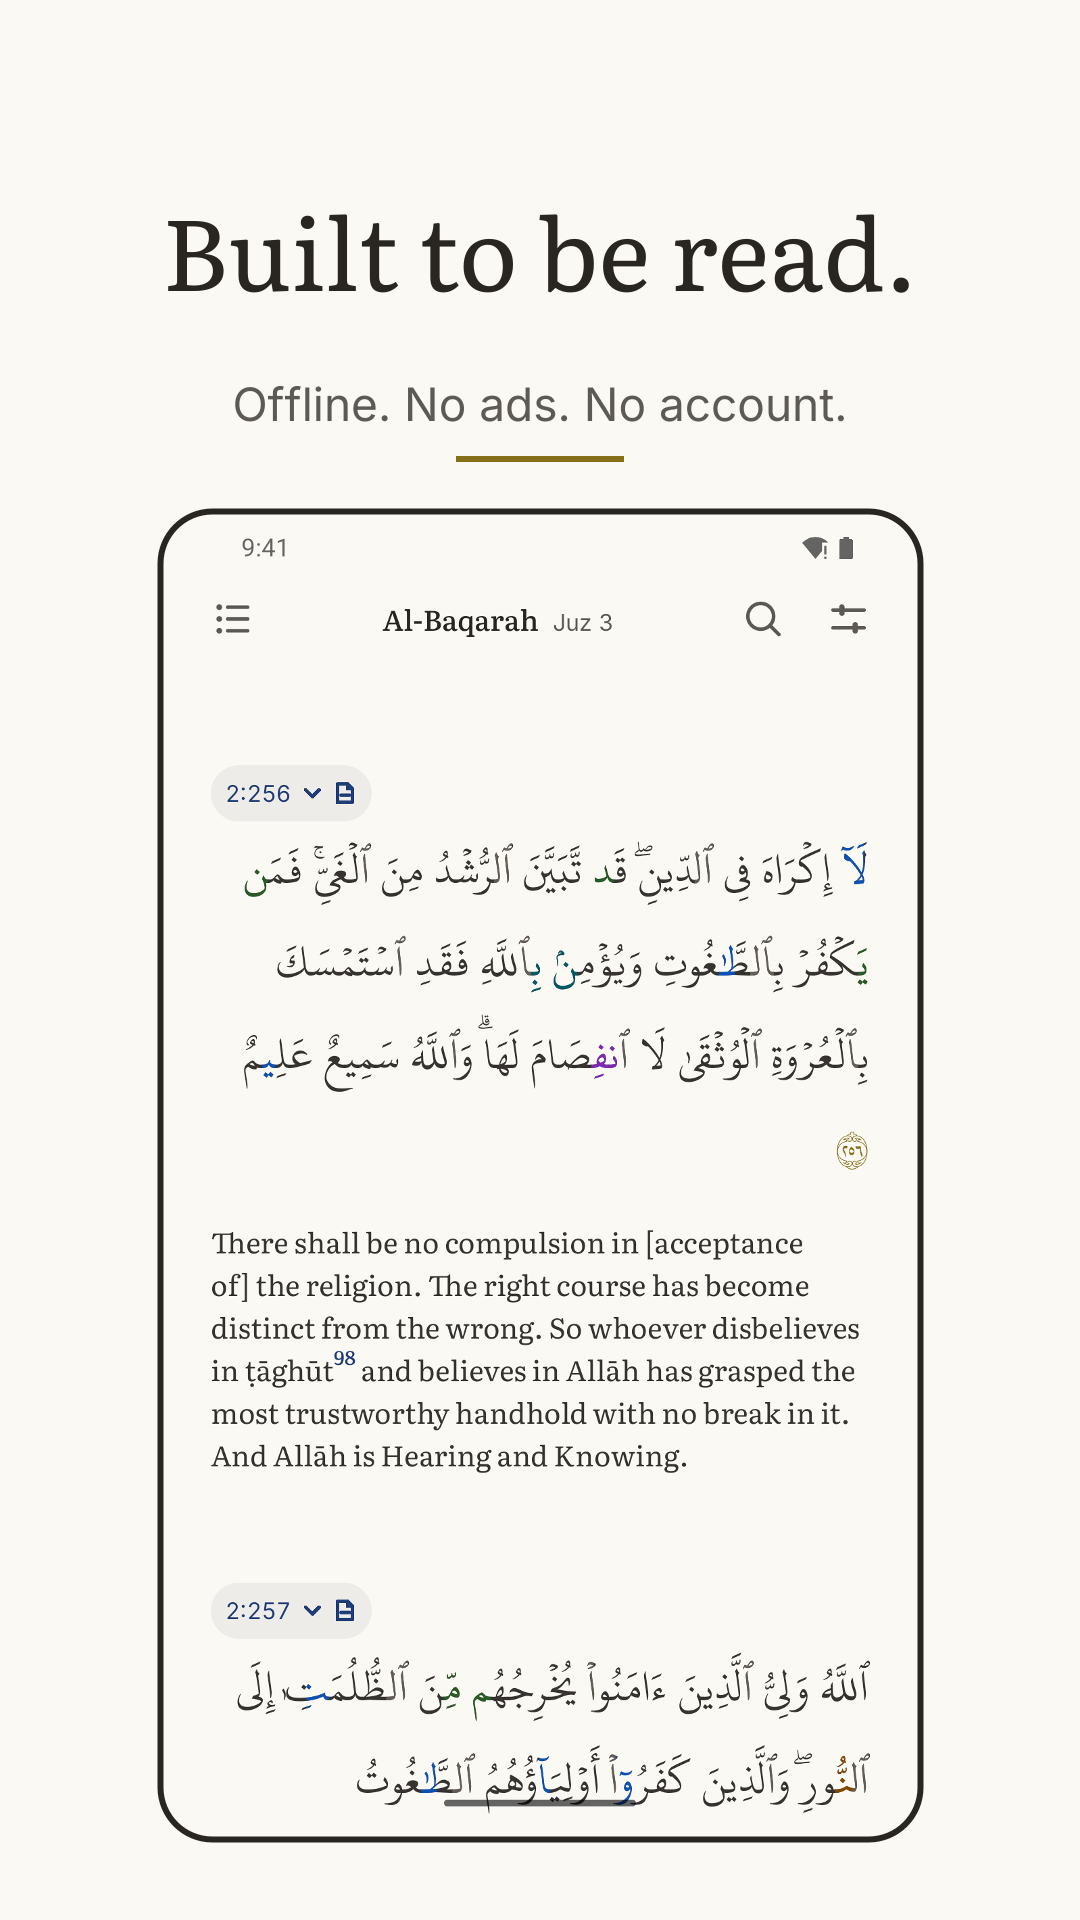 Built to be read.
Offline. No ads. No account.
9:41
Al-Baqarah Juz 3
2:256
لَآ إِكْرَاهَ فِى ٱلدِّينِ ۖ قَد تَّبَيَّنَ ٱلرُّشْدُ مِنَ ٱلْغَىِّ ۚ فَمَن
يَكْفُرْ بِٱلطَّـٰغُوتِ وَيُؤْمِنۢ بِٱللَّهِ فَقَدِ ٱسْتَمْسَكَ
بِٱلْعُرْوَةِ ٱلْوُثْقَىٰ لَا ٱنفِصَامَ لَهَا ۗ وَٱللَّهُ سَمِيعٌ عَلِيمٌ
٢٥٦
There shall be no compulsion in [acceptance
of] the religion. The right course has become
distinct from the wrong. So whoever disbelieves
in ṭāghūt98 and believes in Allāh has grasped the
most trustworthy handhold with no break in it.
And Allāh is Hearing and Knowing.
2:257
ٱللَّهُ وَلِىُّ ٱلَّذِينَ ءَامَنُوا۟ يُخْرِجُهُم مِّنَ ٱلظُّلُمَـٰتِ إِلَى
ٱلنُّورِ ۖ وَٱلَّذِينَ كَفَرُوٓا۟ أَوْلِيَآؤُهُمُ ٱلطَّـٰغُوتُ